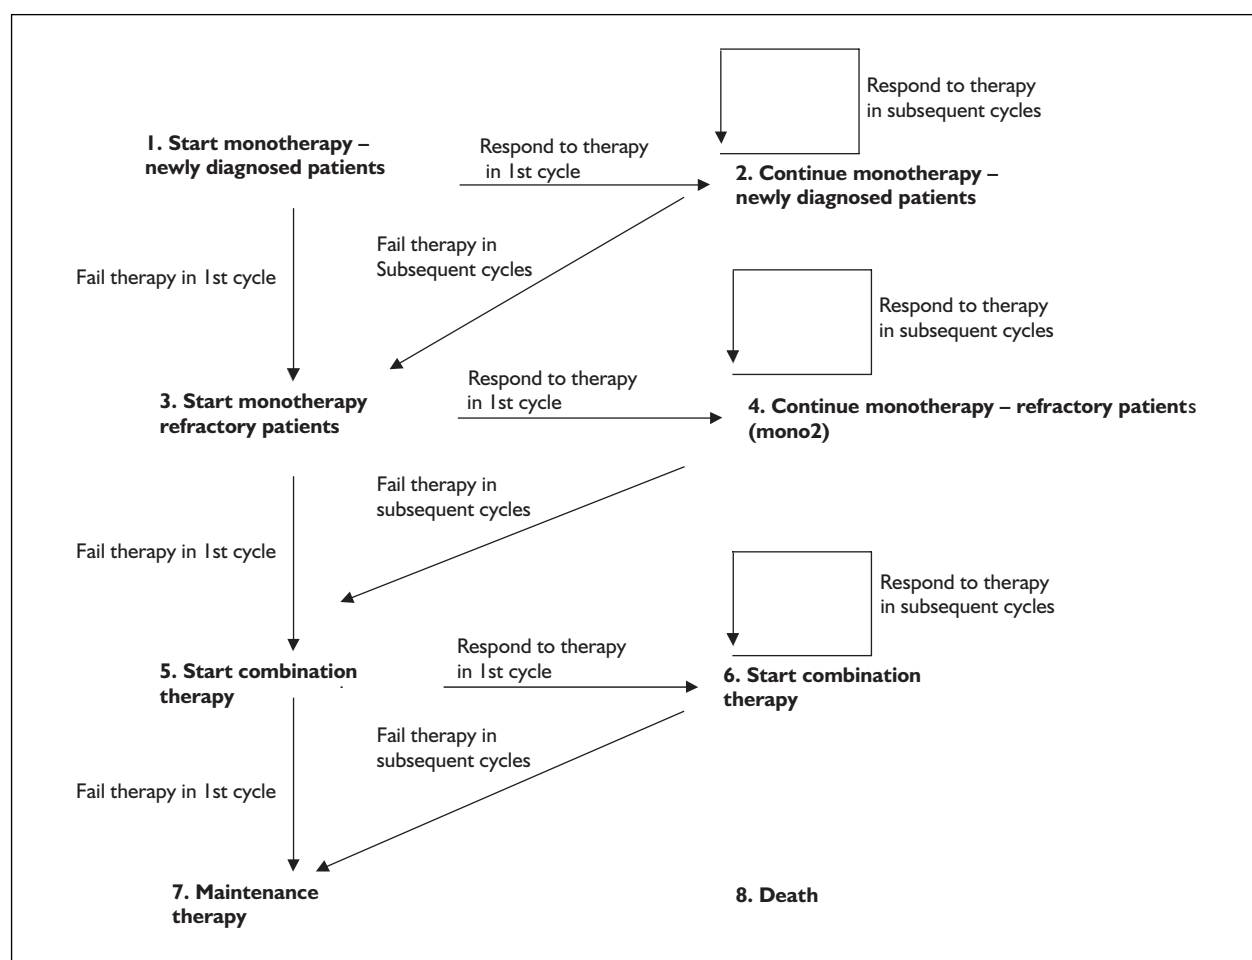 Respond to therapy
in subsequent cycles
1. Start monotherapy –
newly diagnosed patients
Respond to therapy
in 1st cycle
2. Continue monotherapy –
newly diagnosed patients
Fail therapy in 1st cycle
Fail therapy in
Subsequent cycles
Respond to therapy
in subsequent cycles
3. Start monotherapy
refractory patients
Respond to therapy
in 1st cycle
4. Continue monotherapy – refractory patients
(mono2)
Fail therapy in 1st cycle
Fail therapy in
subsequent cycles
Respond to therapy
in subsequent cycles
5. Start combination
therapy
Respond to therapy
in 1st cycle
6. Start combination
therapy
Fail therapy in 1st cycle
Fail therapy in
subsequent cycles
7. Maintenance
therapy
8. Death